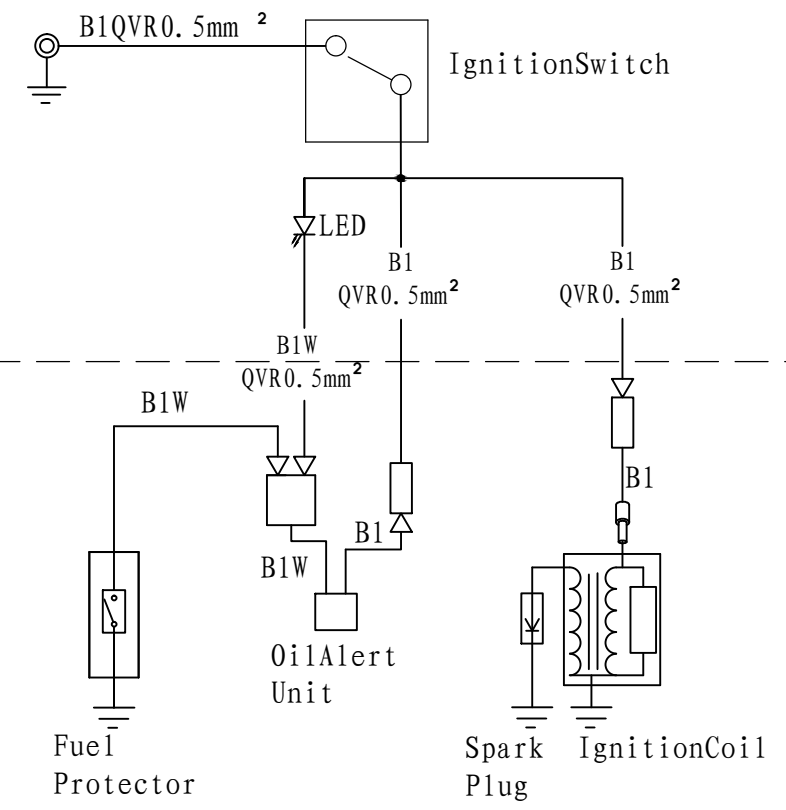 B1QVR0.5mm²
IgnitionSwitch
LED
B1
QVR0.5mm²
B1
QVR0.5mm²
B1W
QVR0.5mm²
B1W
B1
B1
B1W
OilAlert
Unit
Fuel
Protector
Spark
Plug
IgnitionCoil